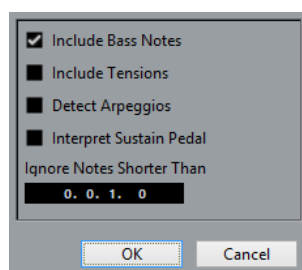 Include Bass Notes
Include Tensions
Detect Arpeggios
Interpret Sustain Pedal
Ignore Notes Shorter Than
0. 0. 1. 0
OK Cancel